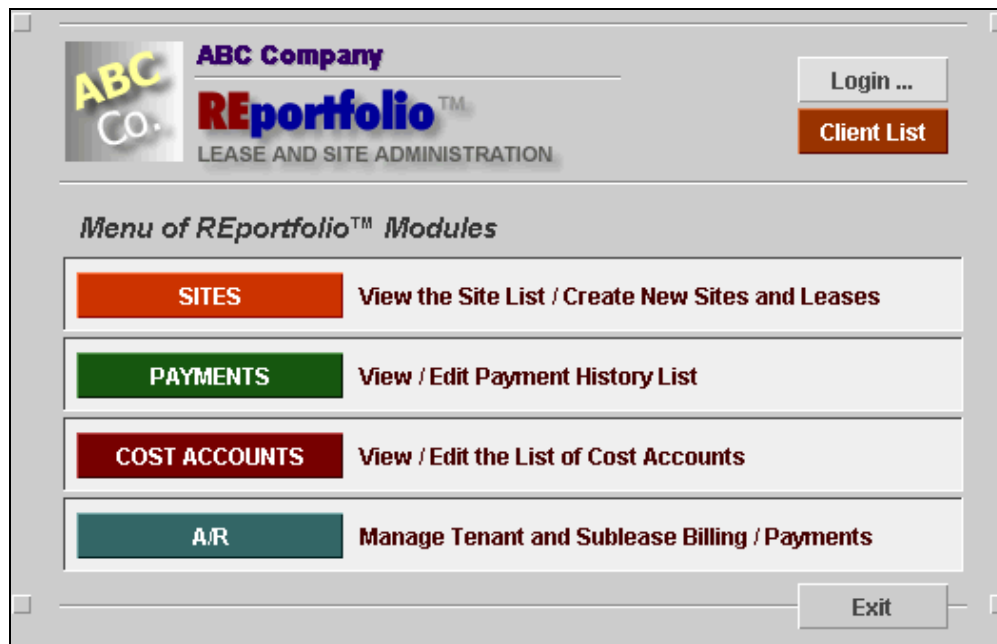 ABC Co.
ABC Company
REportfolio™
LEASE AND SITE ADMINISTRATION
Login ...
Client List
Menu of REportfolio™ Modules
SITES View the Site List / Create New Sites and Leases
PAYMENTS View / Edit Payment History List
COST ACCOUNTS View / Edit the List of Cost Accounts
A/R Manage Tenant and Sublease Billing / Payments
Exit